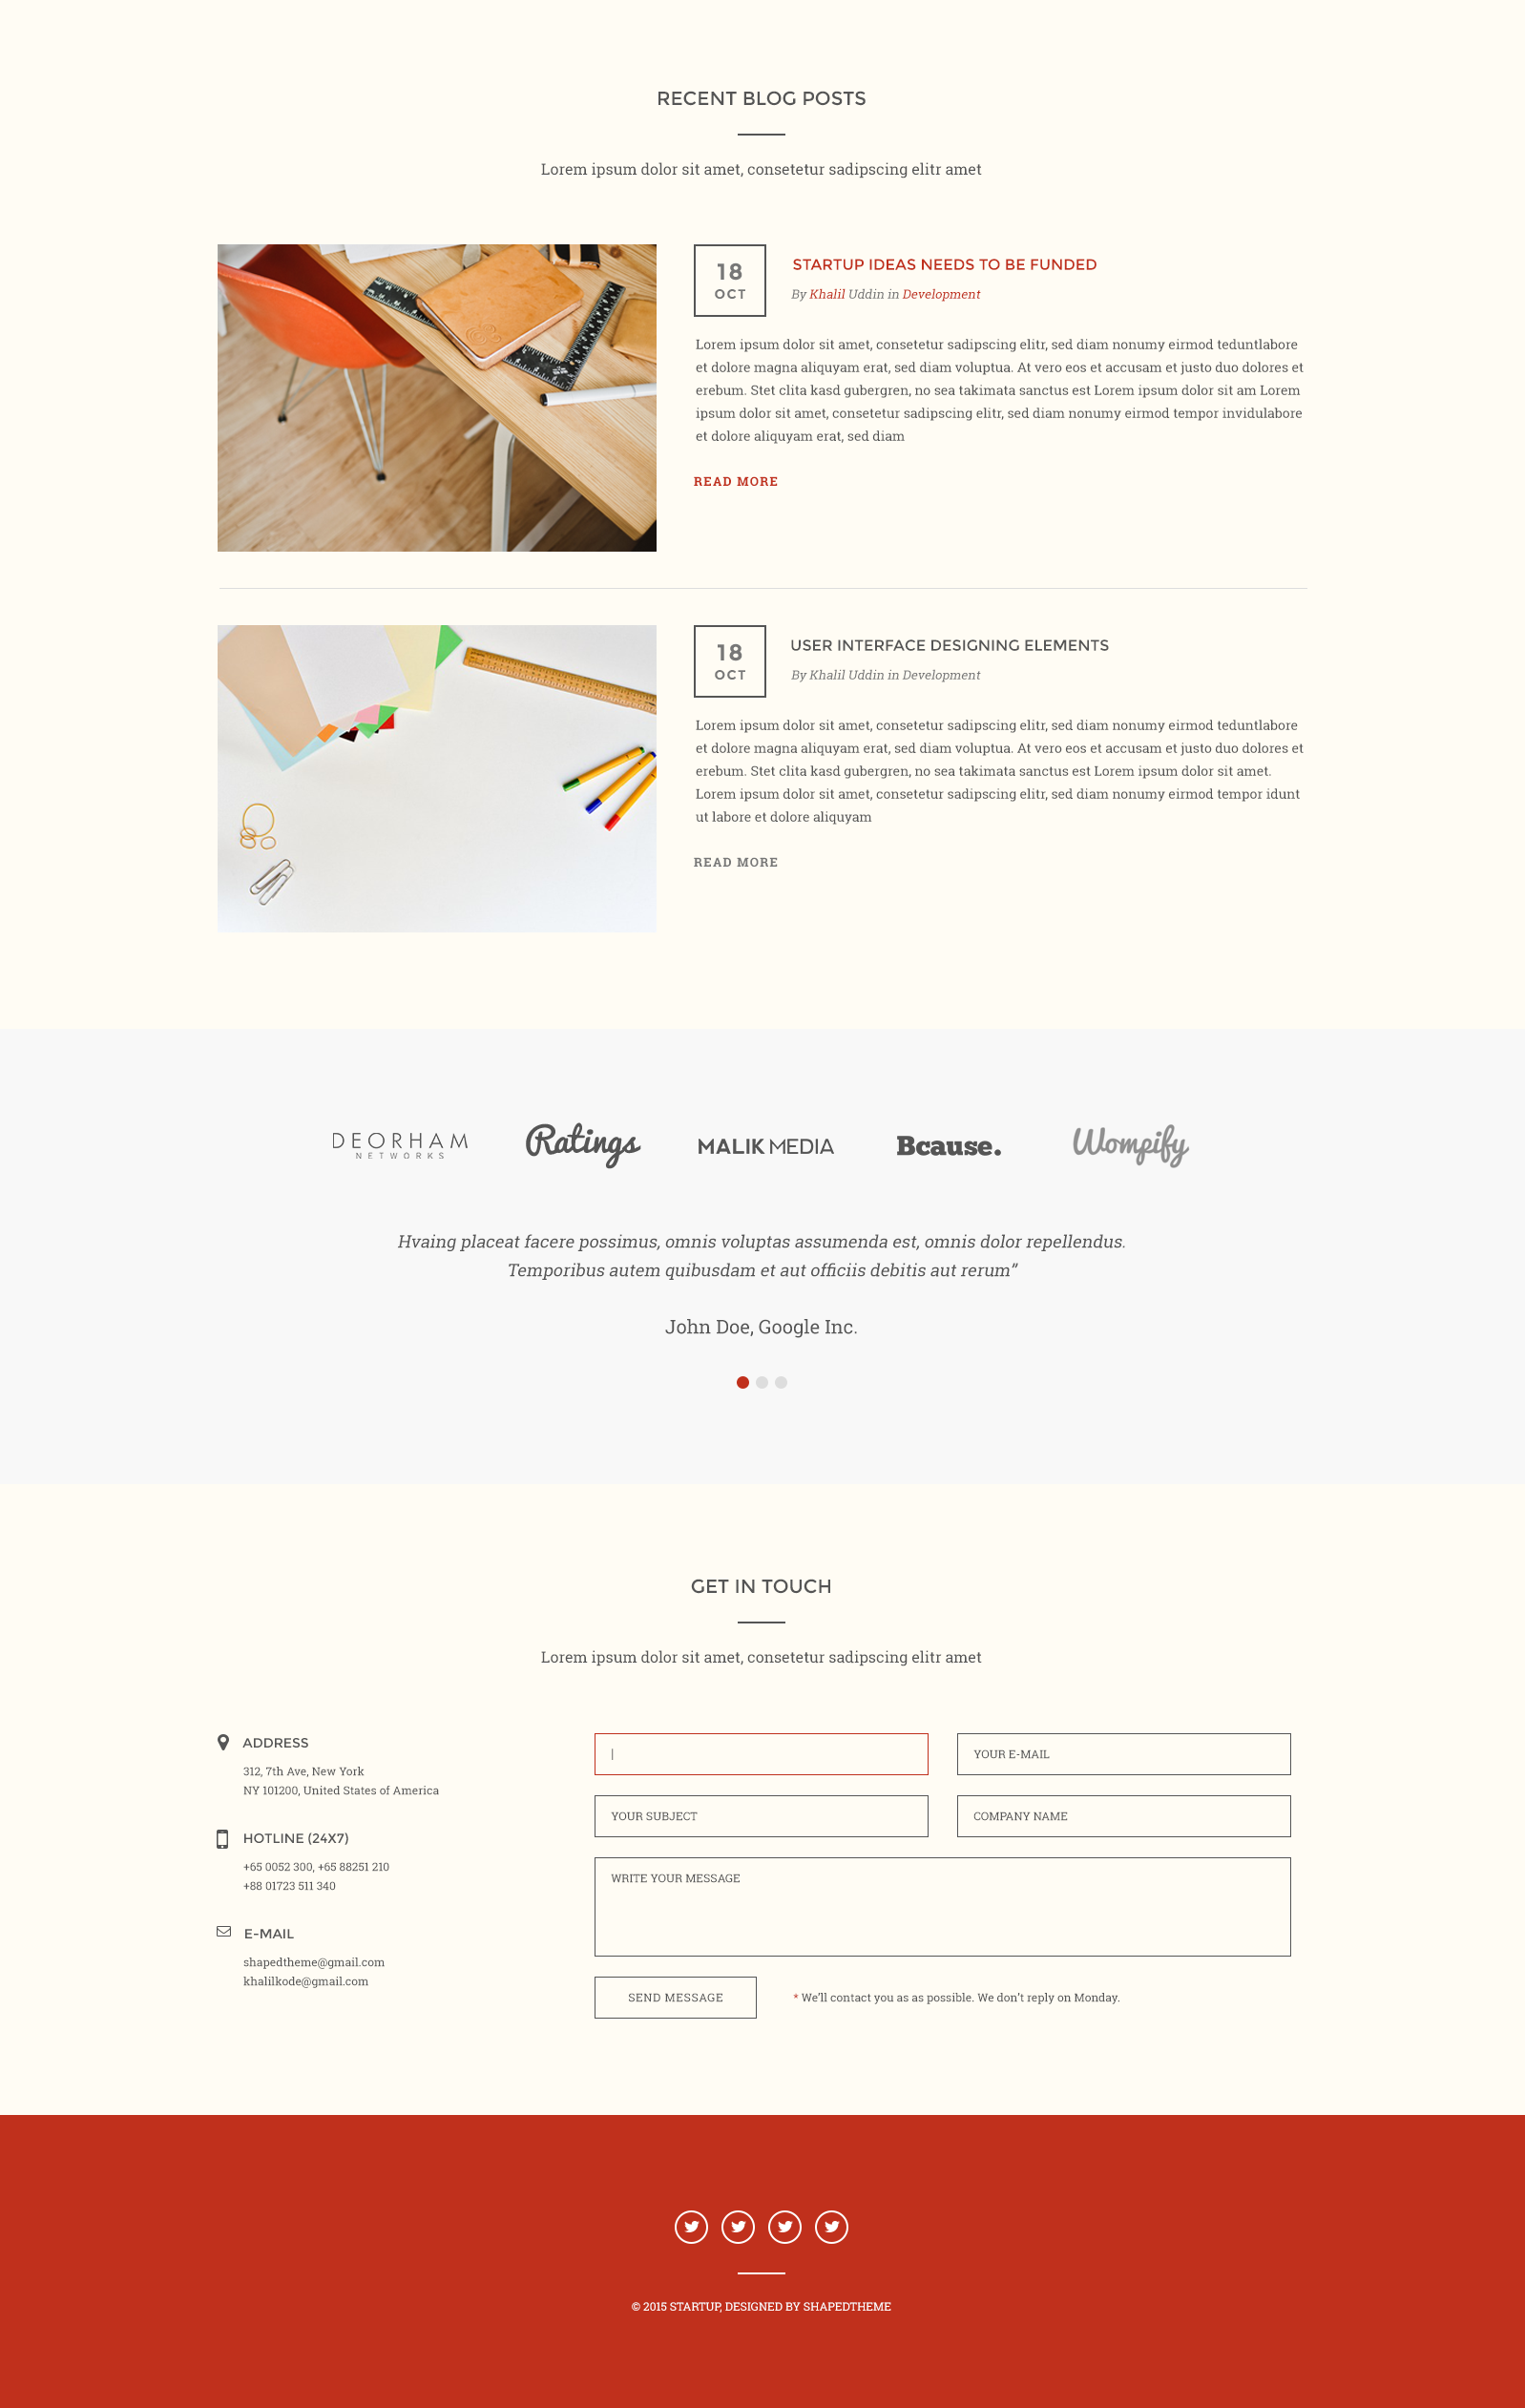 RECENT BLOG POSTS
Lorem ipsum dolor sit amet, consetetur sadipscing elitr amet
18
OCT
STARTUP IDEAS NEEDS TO BE FUNDED
By Khalil Uddin in Development
Lorem ipsum dolor sit amet, consetetur sadipscing elitr, sed diam nonumy eirmod teduntlabore
et dolore magna aliquyam erat, sed diam voluptua. At vero eos et accusam et justo duo dolores et
erebum. Stet clita kasd gubergren, no sea takimata sanctus est Lorem ipsum dolor sit am Lorem
ipsum dolor sit amet, consetetur sadipscing elitr, sed diam nonumy eirmod tempor invidulabore
et dolore aliquyam erat, sed diam
READ MORE
18
OCT
USER INTERFACE DESIGNING ELEMENTS
By Khalil Uddin in Development
Lorem ipsum dolor sit amet, consetetur sadipscing elitr, sed diam nonumy eirmod teduntlabore
et dolore magna aliquyam erat, sed diam voluptua. At vero eos et accusam et justo duo dolores et
erebum. Stet clita kasd gubergren, no sea takimata sanctus est Lorem ipsum dolor sit amet.
Lorem ipsum dolor sit amet, consetetur sadipscing elitr, sed diam nonumy eirmod tempor idunt
ut labore et dolore aliquyam
READ MORE
DEORHAM
NETWORKS
Ratings
MALIK MEDIA
Bcause.
Wompify
Hvaing placeat facere possimus, omnis voluptas assumenda est, omnis dolor repellendus.
Temporibus autem quibusdam et aut officiis debitis aut rerum”
John Doe, Google Inc.
GET IN TOUCH
Lorem ipsum dolor sit amet, consetetur sadipscing elitr amet
ADDRESS
312, 7th Ave, New York
NY 101200, United States of America
HOTLINE (24X7)
+65 0052 300, +65 88251 210
+88 01723 511 340
E-MAIL
shapedtheme@gmail.com
khalilkode@gmail.com
YOUR E-MAIL
YOUR SUBJECT
COMPANY NAME
WRITE YOUR MESSAGE
SEND MESSAGE
* We’ll contact you as as possible. We don’t reply on Monday.
© 2015 STARTUP, DESIGNED BY SHAPEDTHEME